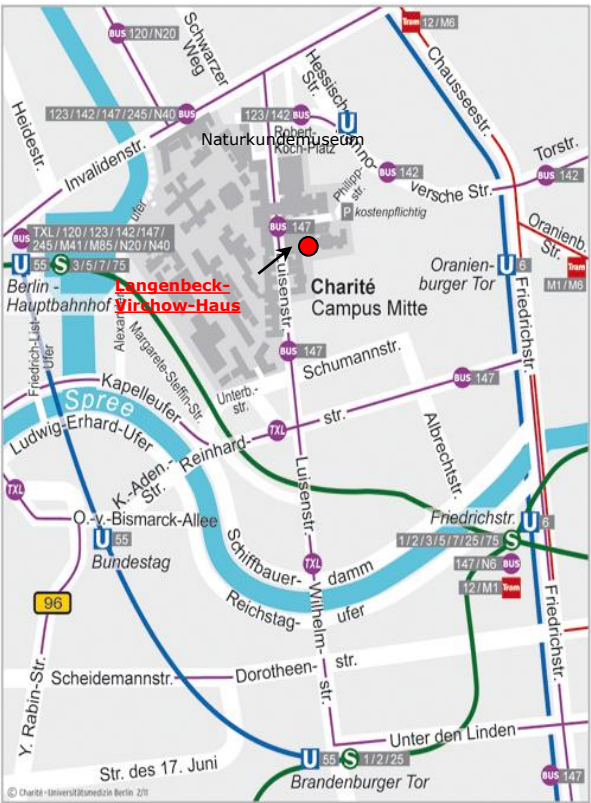 Tram 12/M6
BUS 120/N20
Schwarzer
Weg
Hessische
Str.
Chausseestr.
Heidestr.
123/142/147/245/N40 BUS
123/142 BUS
U
Robert-
Koch-Platz
Naturkundemuseum
Invalidenstr.
Torstr.
BUS 142
versche Str.
BUS 142
Philipp-
str.
P kostenpflichtig
ufer
BUS TXL/120/123/142/147/
245/M41/M85/N20/N40
BUS 147
Oranienb.
Str.
Tram
M1/M6
U 55 S 3/5/7/75
Berlin -
Hauptbahnhof
Langenbeck-
Virchow-Haus
Luisenstr.
Charité
Campus Mitte
Oranien-
burger Tor
U 6
Friedrichstr.
Friedrich-List-
Ufer
Margarete-Steffin-Str.
BUS 147
Schumannstr.
BUS 147
Kapelleufer
Unterb.-
str.
Spree
Ludwig-Erhard-Ufer
TXL
Reinhard- str.
Albrechtstr.
K.-Aden.-
Str.
Luisenstr.
TXL
O.-v.-Bismarck-Allee
U 55
Bundestag
Friedrichstr. U 6
1/2/3/5/7/25/75 S
147/N6 BUS
12/M1 Tram
Schiffbauer- damm
TXL
Reichstag- ufer
Wilhelm- str.
96
Friedrichstr.
Scheidemannstr.
Dorotheen- str.
Y. Rabin-Str.
Unter den Linden
U 55 S 1/2/25
Brandenburger Tor
Str. des 17. Juni
BUS 147
© Charité - Universitätsmedizin Berlin 2/11